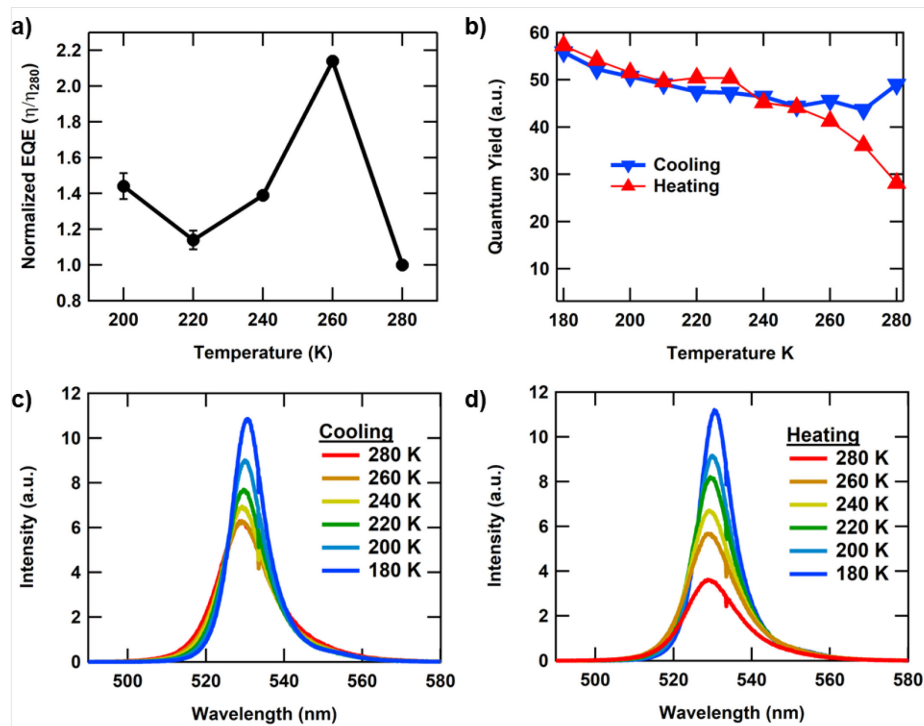 a)
Normalized EQE (η/η280)
2.2
2.0
1.8
1.6
1.4
1.2
1.0
0.8
200 220 240 260 280
Temperature (K)
b)
Quantum Yield (a.u.)
60
50
40
30
20
10
Cooling
Heating
180 200 220 240 260 280
Temperature K
c)
Intensity (a.u.)
12
10
8
6
4
2
0
Cooling
280 K
260 K
240 K
220 K
200 K
180 K
500 520 540 560 580
Wavelength (nm)
d)
Intensity (a.u.)
12
10
8
6
4
2
0
Heating
280 K
260 K
240 K
220 K
200 K
180 K
500 520 540 560 580
Wavelength (nm)